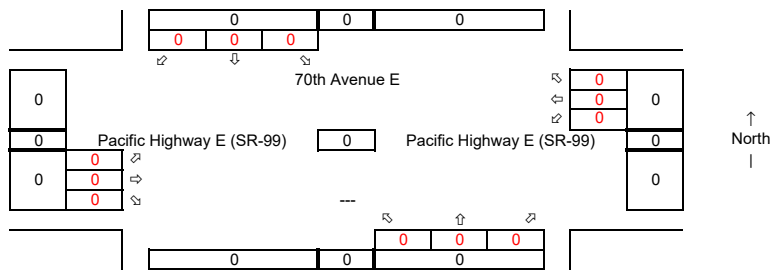 0 0 0
0 0 0
↙ ⇩ ↘
70th Avenue E
0 ↖ 0 0
⇦ 0
↙ 0
↑
0 Pacific Highway E (SR-99) 0 Pacific Highway E (SR-99) 0 North
|
0 0 ↗ 0
0 ⇨
0 ↘ ---
↖ ⇧ ↗
0 0 0
0 0 0